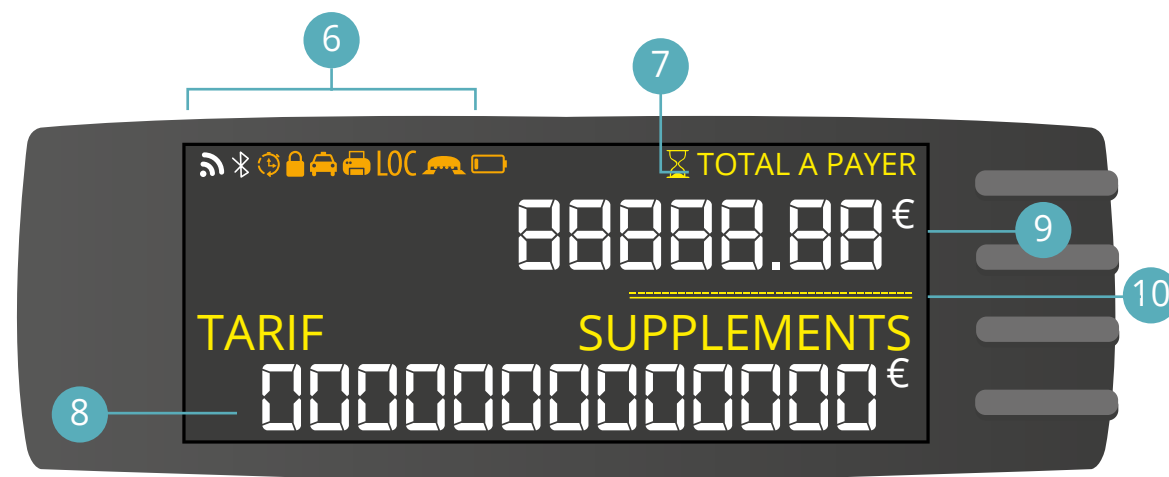 6
7
LOC
TOTAL A PAYER
88888.88 €
9
10
TARIF SUPPLEMENTS
000000000000 €
8